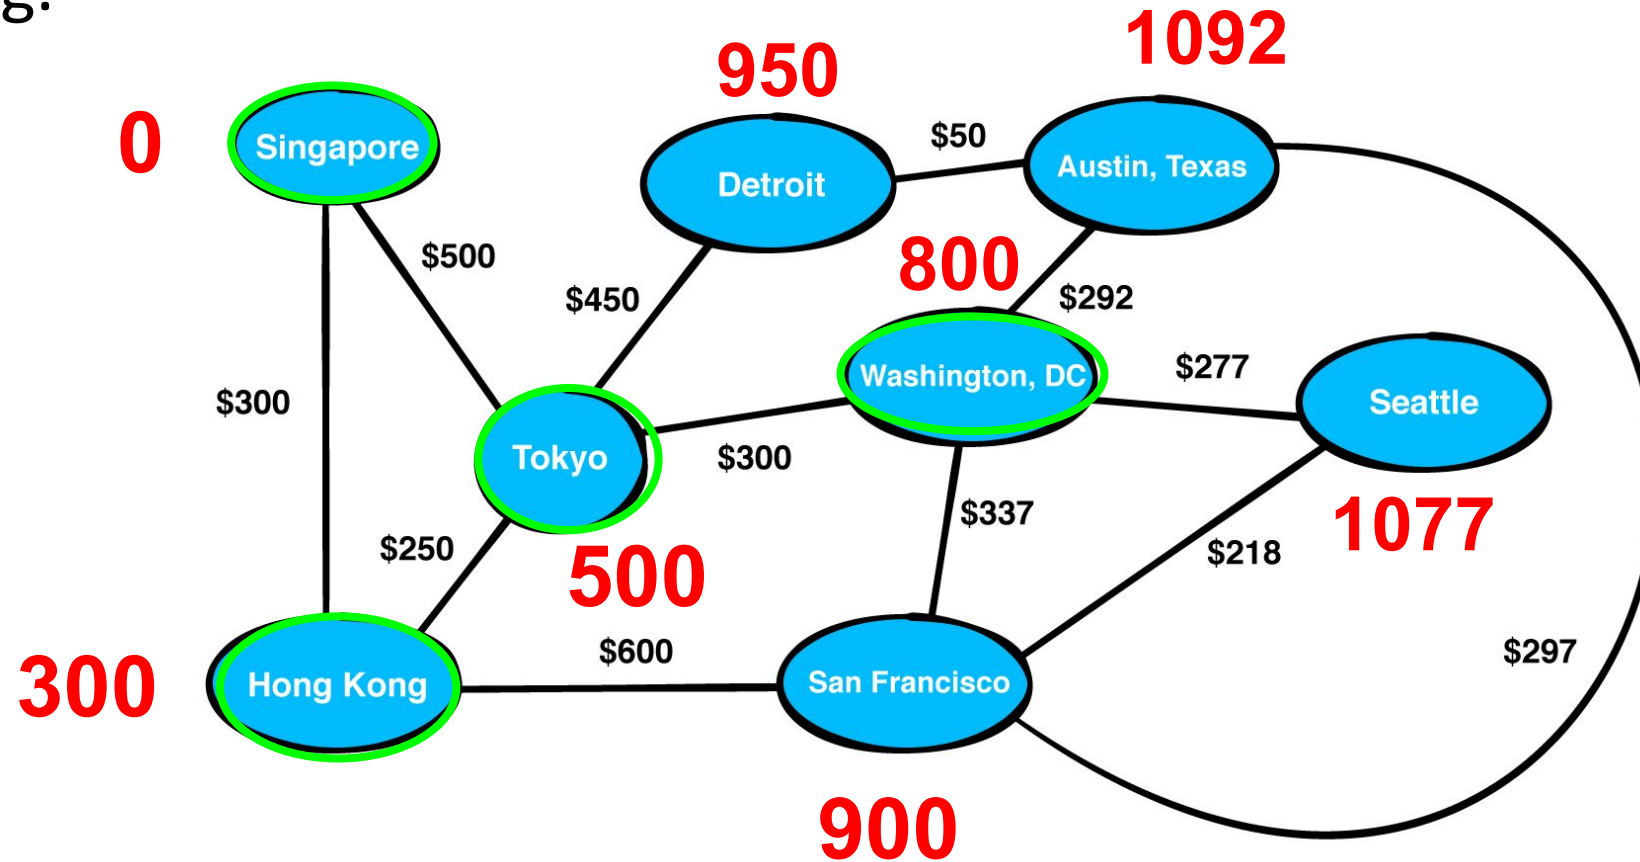 g:
1092
950
0
Singapore
Detroit
$50
Austin, Texas
$500
$450
800
$292
$300
Washington, DC
$277
Seattle
Tokyo
$300
$337
1077
$250
500
$218
$600
$297
300
Hong Kong
San Francisco
900